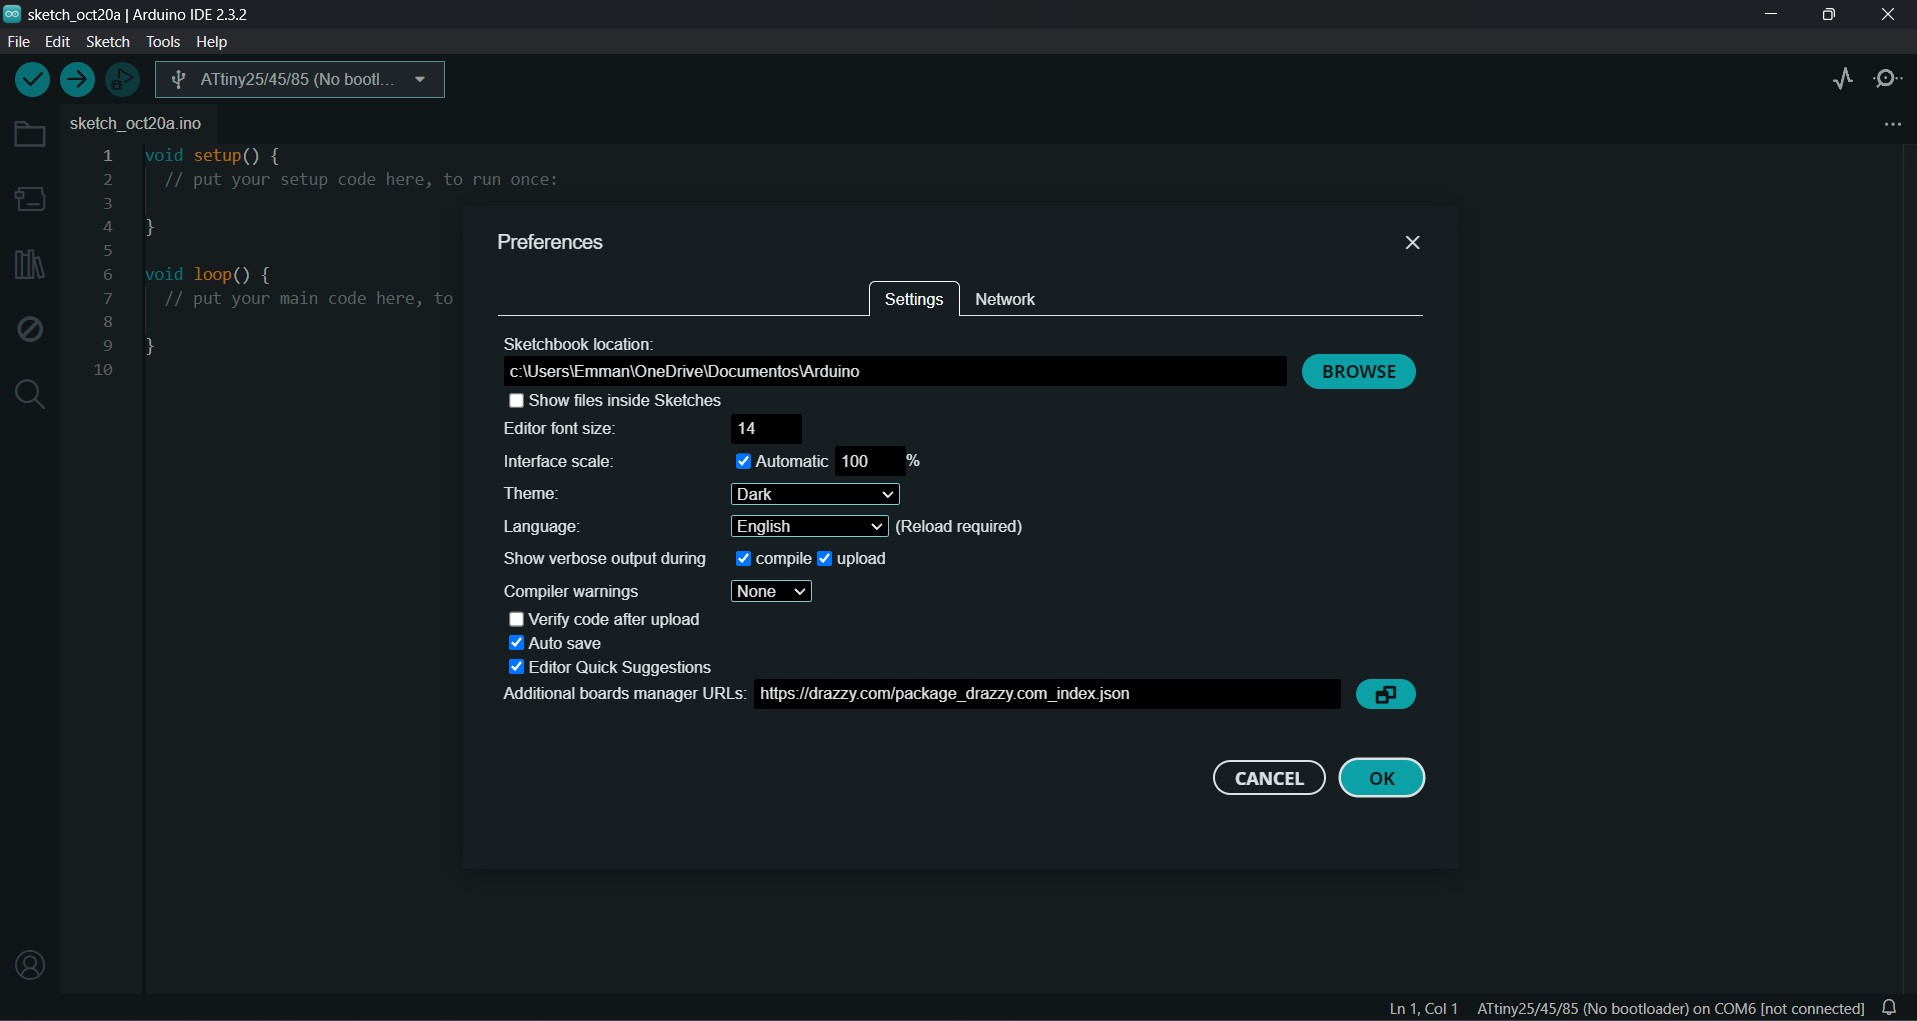 sketch_oct20a | Arduino IDE 2.3.2
File Edit Sketch Tools Help
ATtiny25/45/85 (No bootl...
sketch_oct20a.ino
1 void setup() {
2 // put your setup code here, to run once:
3
4 }
5
6 void loop() {
7 // put your main code here, to
8
9 }
10
Preferences
Settings Network
Sketchbook location:
c:\Users\Emman\OneDrive\Documentos\Arduino BROWSE
Show files inside Sketches
Editor font size: 14
Interface scale: Automatic 100 %
Theme: Dark
Language: English (Reload required)
Show verbose output during compile upload
Compiler warnings None
Verify code after upload
Auto save
Editor Quick Suggestions
Additional boards manager URLs: https://drazzy.com/package_drazzy.com_index.json
CANCEL OK
Ln 1, Col 1 ATtiny25/45/85 (No bootloader) on COM6 [not connected]